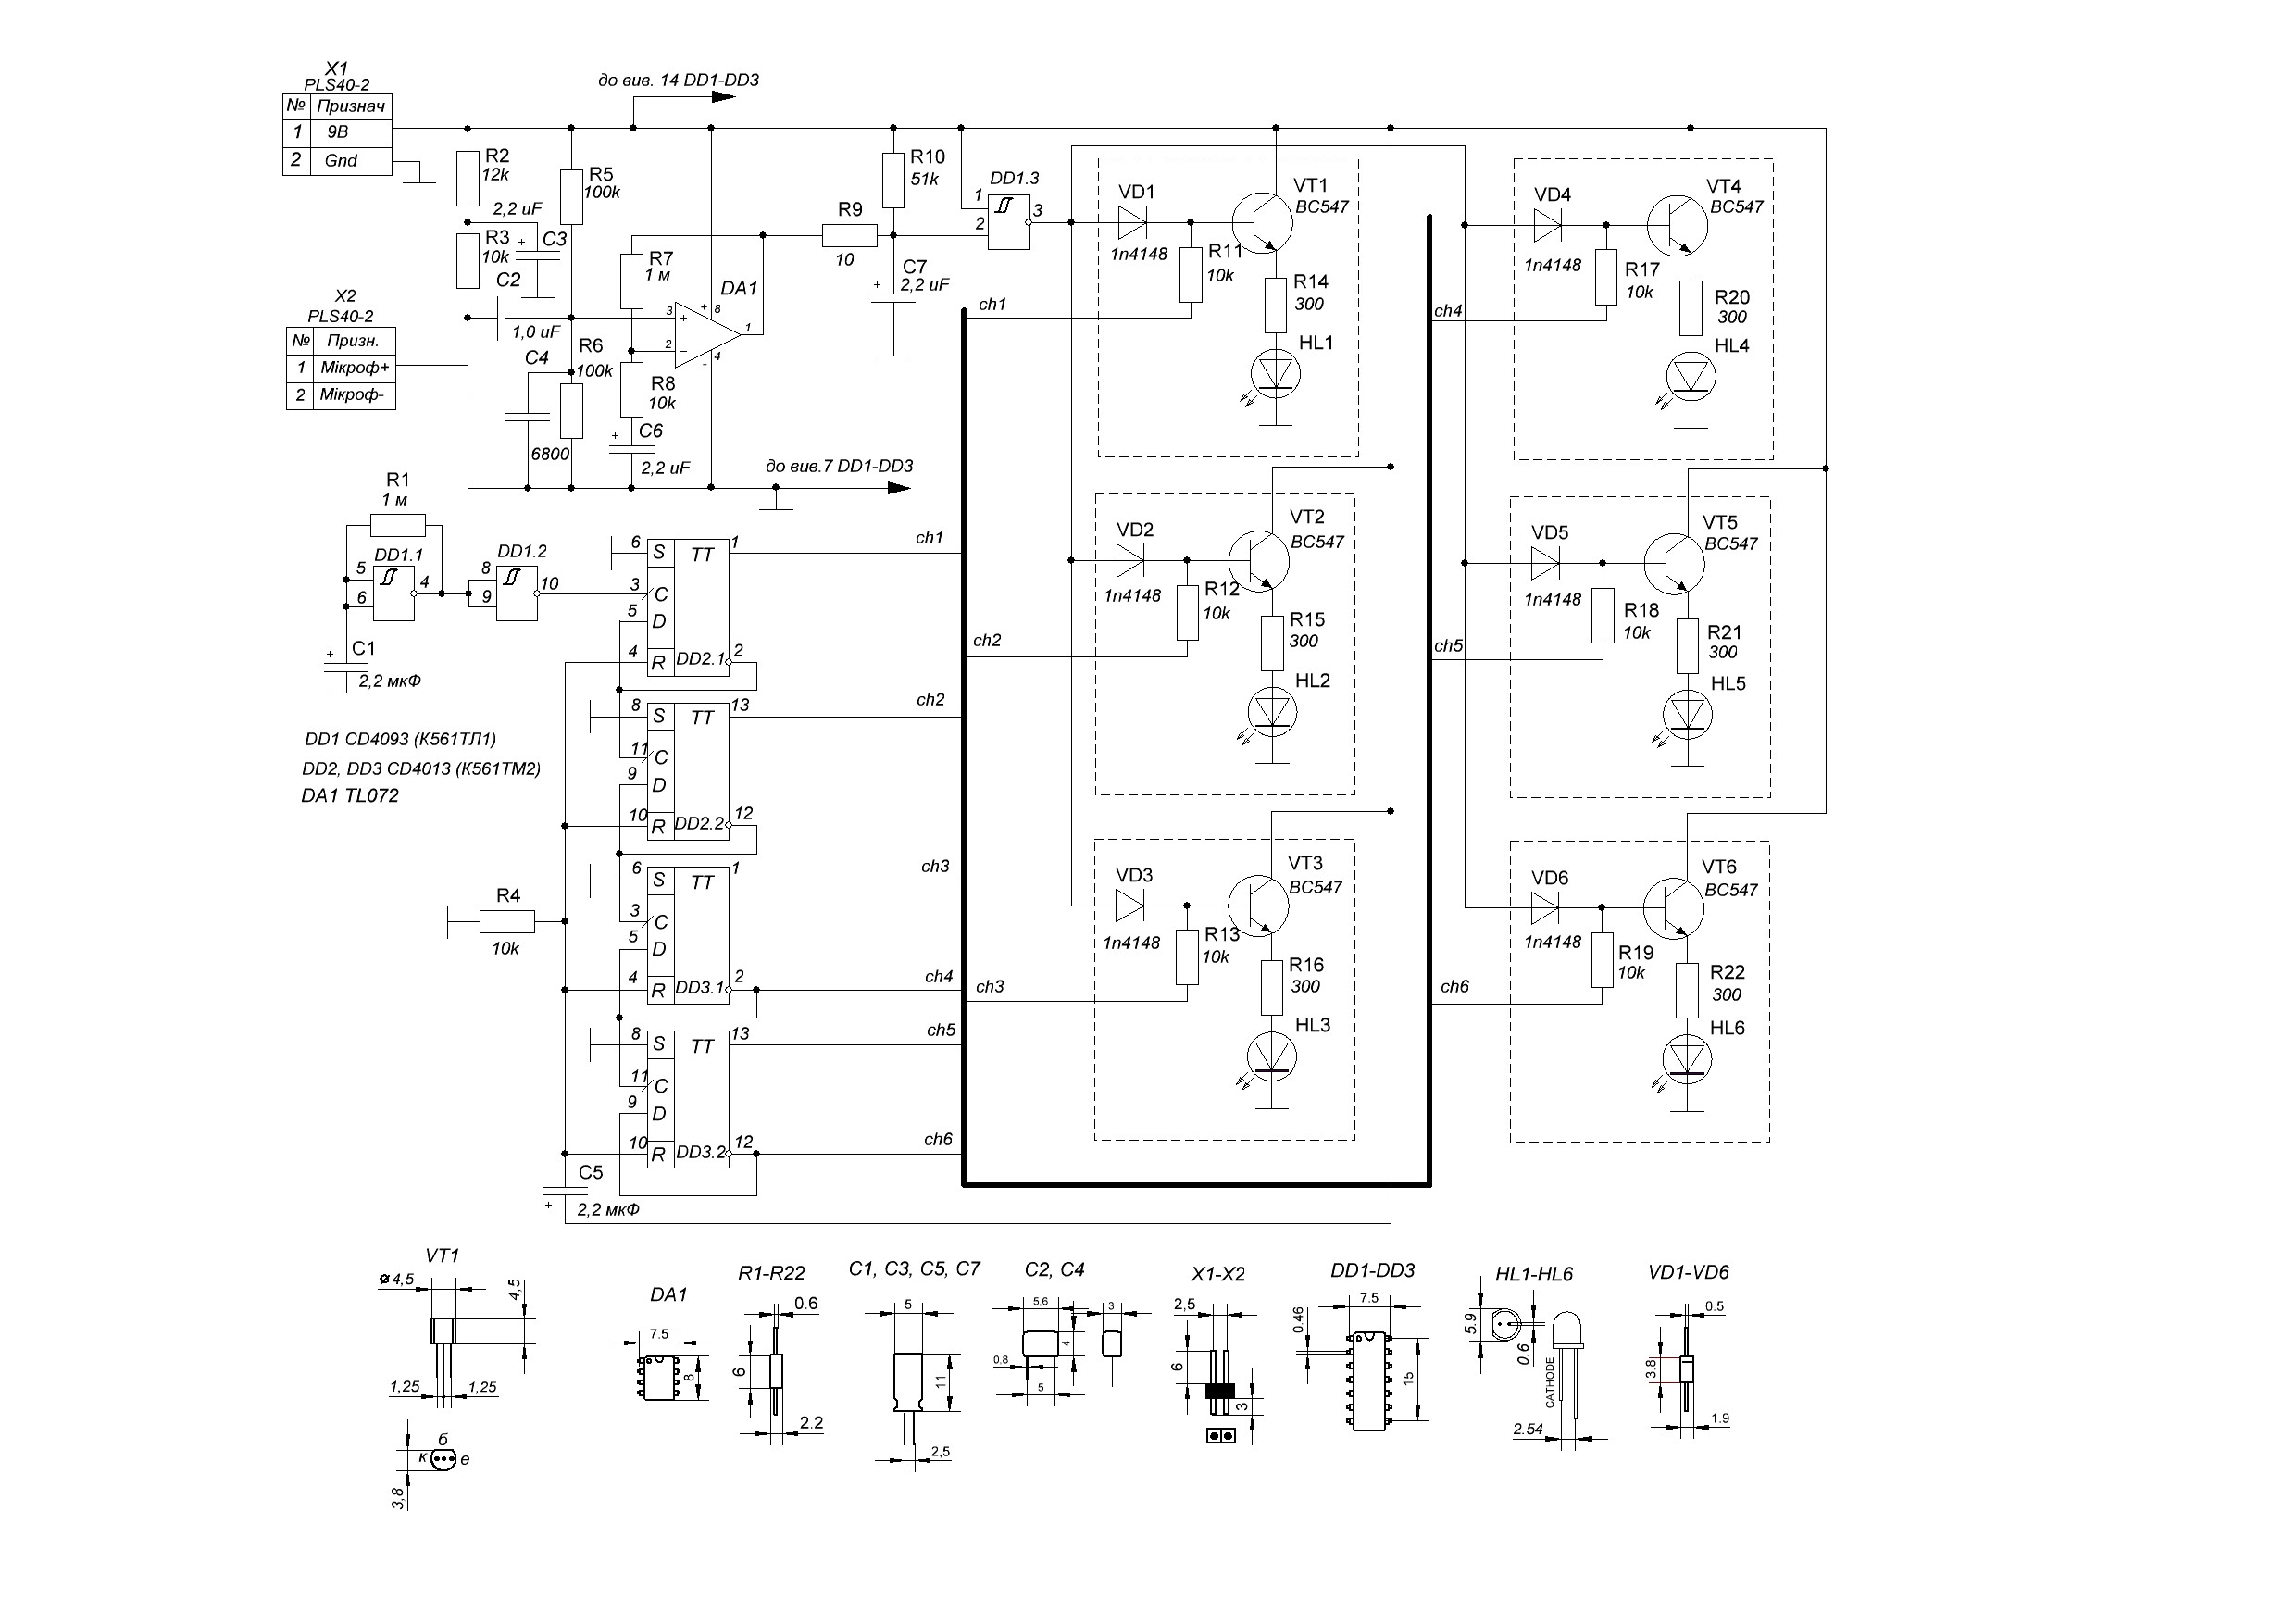 X1
PLS40-2
№ Признач
1 9В
2 Gnd
до вив. 14 DD1-DD3
R2
12k
2,2 uF
C3
+
R3
10k
C2
1,0 uF
R5
100k
X2
PLS40-2
№ Призн.
1 Мікроф+
2 Мікроф-
C4
6800
R6
100k
R7
1 м
R8
10k
C6
+
2,2 uF
DA1
3 + + 8
2 − - 4
1
R9
10
R10
51k
C7
+
2,2 uF
DD1.3
1
2
3
до вив.7 DD1-DD3
VD1
1n4148
R11
10k
VT1
BC547
R14
300
HL1
ch1
VD4
1n4148
R17
10k
VT4
BC547
R20
300
HL4
ch4
R1
1 м
DD1.1
5
6
4
DD1.2
8
9
10
C1
+
2,2 мкФ
6 S TT 1
3 C
5 D
4 R DD2.1 2
ch1
8 S TT 13
11 C
9 D
10 R DD2.2 12
ch2
6 S TT 1
3 C
5 D
4 R DD3.1 2
ch3
ch4
8 S TT 13
11 C
9 D
10 R DD3.2 12
ch5
ch6
DD1 CD4093 (К561ТЛ1)
DD2, DD3 CD4013 (К561ТМ2)
DA1 TL072
R4
10k
C5
+
2,2 мкФ
VD2
1n4148
R12
10k
VT2
BC547
R15
300
HL2
ch2
VD5
1n4148
R18
10k
VT5
BC547
R21
300
HL5
ch5
VD3
1n4148
R13
10k
VT3
BC547
R16
300
HL3
ch3
VD6
1n4148
R19
10k
VT6
BC547
R22
300
HL6
ch6
VT1
⌀4,5
4,5
1,25 1,25
б
к е
3,8
DA1
7.5
8
R1-R22
0.6
6
2.2
C1, C3, C5, C7
5
11
2,5
C2, C4
5,6
3
4
0.8
5
X1-X2
2,5
6
3
DD1-DD3
7.5
0.46
15
HL1-HL6
5.9
0.6
CATHODE
2.54
VD1-VD6
0.5
3.8
1.9